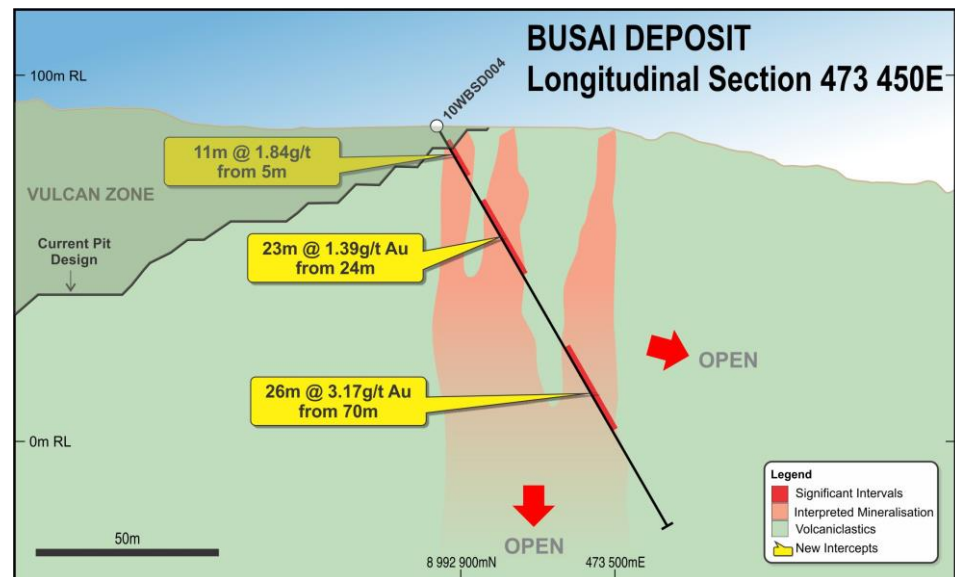 BUSAI DEPOSIT
Longitudinal Section 473 450E
100m RL
10WBSD004
11m @ 1.84g/t
from 5m
VULCAN ZONE
Current Pit
Design
23m @ 1.39g/t Au
from 24m
OPEN
26m @ 3.17g/t Au
from 70m
0m RL
Legend
Significant Intervals
Interpreted Mineralisation
Volcaniclastics
New Intercepts
50m
OPEN
8 992 900mN
473 500mE